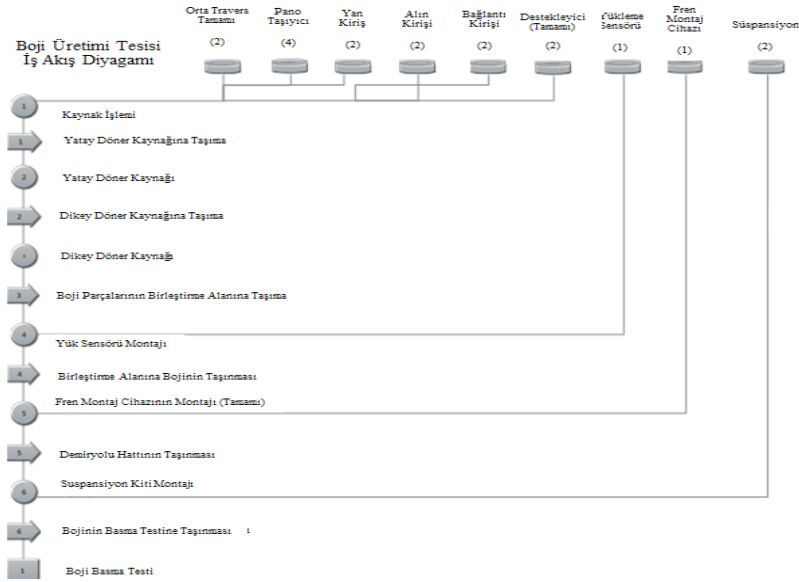 Boji Üretimi Tesisi
İş Akış Diyagamı
Orta Travers
Tamamı
(2)
Pano
Taşıyıcı
(4)
Yan
Kiriş
(2)
Alın
Kirişi
(2)
Bağlantı
Kirişi
(2)
Destekleyici
(Tamamı)
(2)
Yükleme
Sensörü
(1)
Fren
Montaj
Cihazı
(1)
Süspansiyon
(2)
1
Kaynak İşlemi
1
Yatay Döner Kaynağına Taşıma
2
Yatay Döner Kaynağı
2
Dikey Döner Kaynağına Taşıma
Dikey Döner Kaynağı
3
Boji Parçalarının Birleştirme Alanına Taşıma
4
Yük Sensörü Montajı
4
Birleştirme Alanına Bojinin Taşınması
5
Fren Montaj Cihazının Montajı (Tamamı)
5
Demiryolu Hattının Taşınması
6
Suspansiyon Kiti Montajı
6
Bojinin Basma Testine Taşınması 1
1
Boji Basma Testi